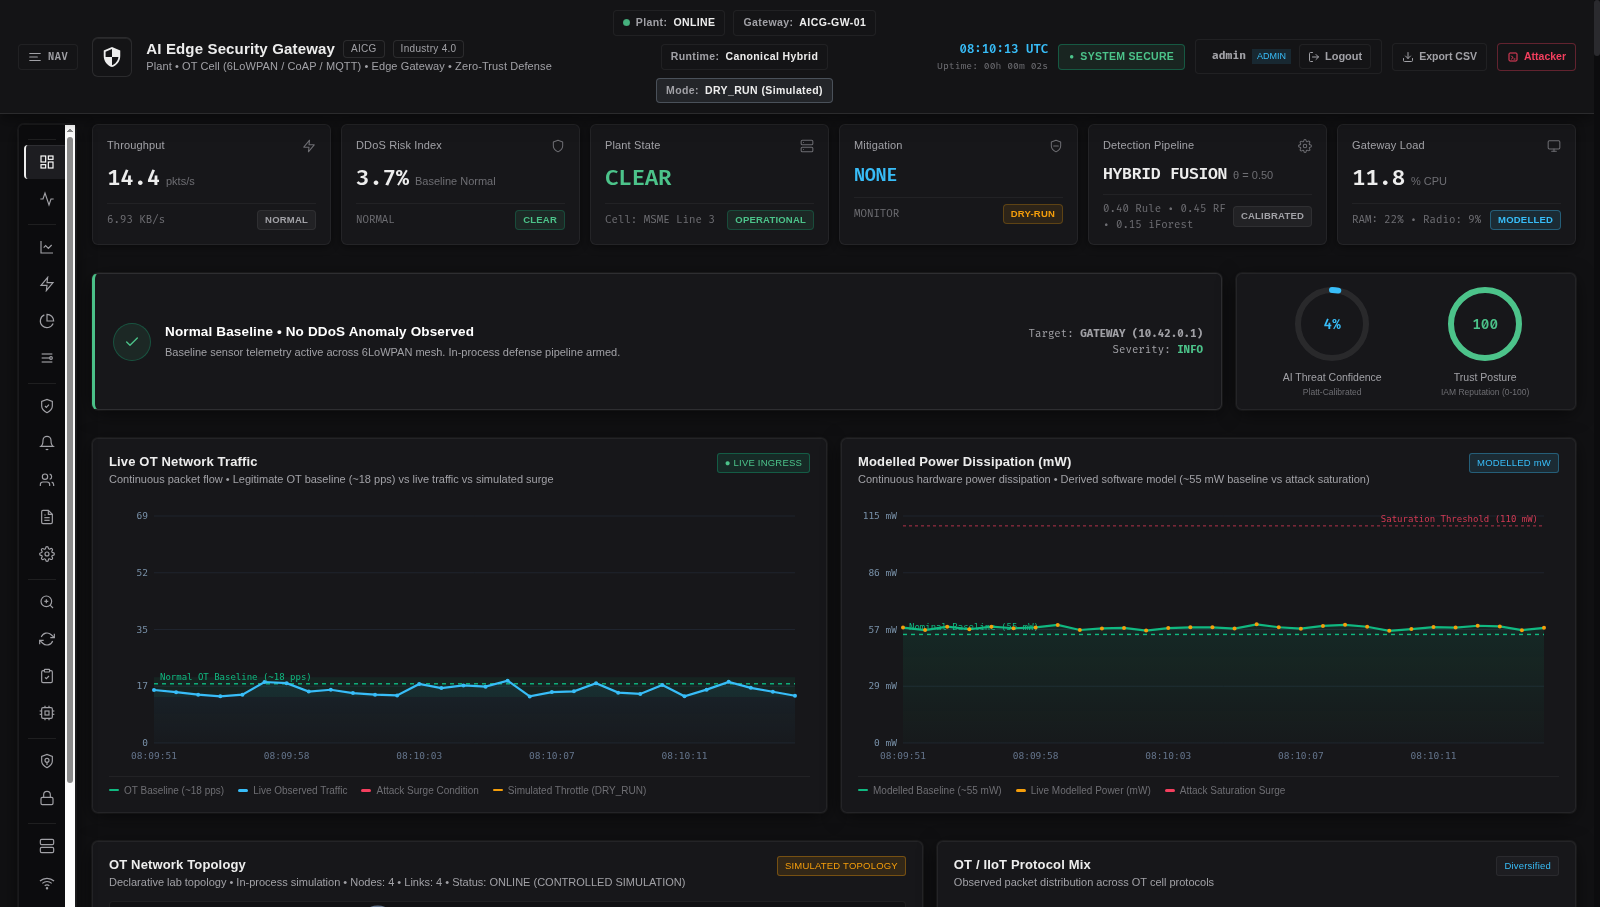 NAV
AI Edge Security Gateway
AICG
Industry 4.0
Plant • OT Cell (6LoWPAN / CoAP / MQTT) • Edge Gateway • Zero-Trust Defense
Plant: ONLINE
Gateway: AICG-GW-01
Runtime: Canonical Hybrid
Mode: DRY_RUN (Simulated)
08:10:13 UTC
Uptime: 00h 00m 02s
• SYSTEM SECURE
admin ADMIN
Logout
Export CSV
Attacker
Throughput
14.4 pkts/s
6.93 KB/s
NORMAL
DDoS Risk Index
3.7% Baseline Normal
NORMAL
CLEAR
Plant State
CLEAR
Cell: MSME Line 3
OPERATIONAL
Mitigation
NONE
MONITOR
DRY-RUN
Detection Pipeline
HYBRID FUSION θ = 0.50
0.40 Rule • 0.45 RF
• 0.15 iForest
CALIBRATED
Gateway Load
11.8 % CPU
RAM: 22% • Radio: 9%
MODELLED
Normal Baseline • No DDoS Anomaly Observed
Baseline sensor telemetry active across 6LoWPAN mesh. In-process defense pipeline armed.
Target: GATEWAY (10.42.0.1)
Severity: INFO
4%
AI Threat Confidence
Platt-Calibrated
100
Trust Posture
IAM Reputation (0-100)
Live OT Network Traffic
Continuous packet flow • Legitimate OT baseline (~18 pps) vs live traffic vs simulated surge
● LIVE INGRESS
69
52
35
17
0
Normal OT Baseline (~18 pps)
08:09:51
08:09:58
08:10:03
08:10:07
08:10:11
OT Baseline (~18 pps)
Live Observed Traffic
Attack Surge Condition
Simulated Throttle (DRY_RUN)
Modelled Power Dissipation (mW)
Continuous hardware power dissipation • Derived software model (~55 mW baseline vs attack saturation)
MODELLED mW
115 mW
86 mW
57 mW
29 mW
0 mW
Saturation Threshold (110 mW)
Nominal Baseline (55 mW)
08:09:51
08:09:58
08:10:03
08:10:07
08:10:11
Modelled Baseline (~55 mW)
Live Modelled Power (mW)
Attack Saturation Surge
OT Network Topology
Declarative lab topology • In-process simulation • Nodes: 4 • Links: 4 • Status: ONLINE (CONTROLLED SIMULATION)
SIMULATED TOPOLOGY
OT / IIoT Protocol Mix
Observed packet distribution across OT cell protocols
Diversified